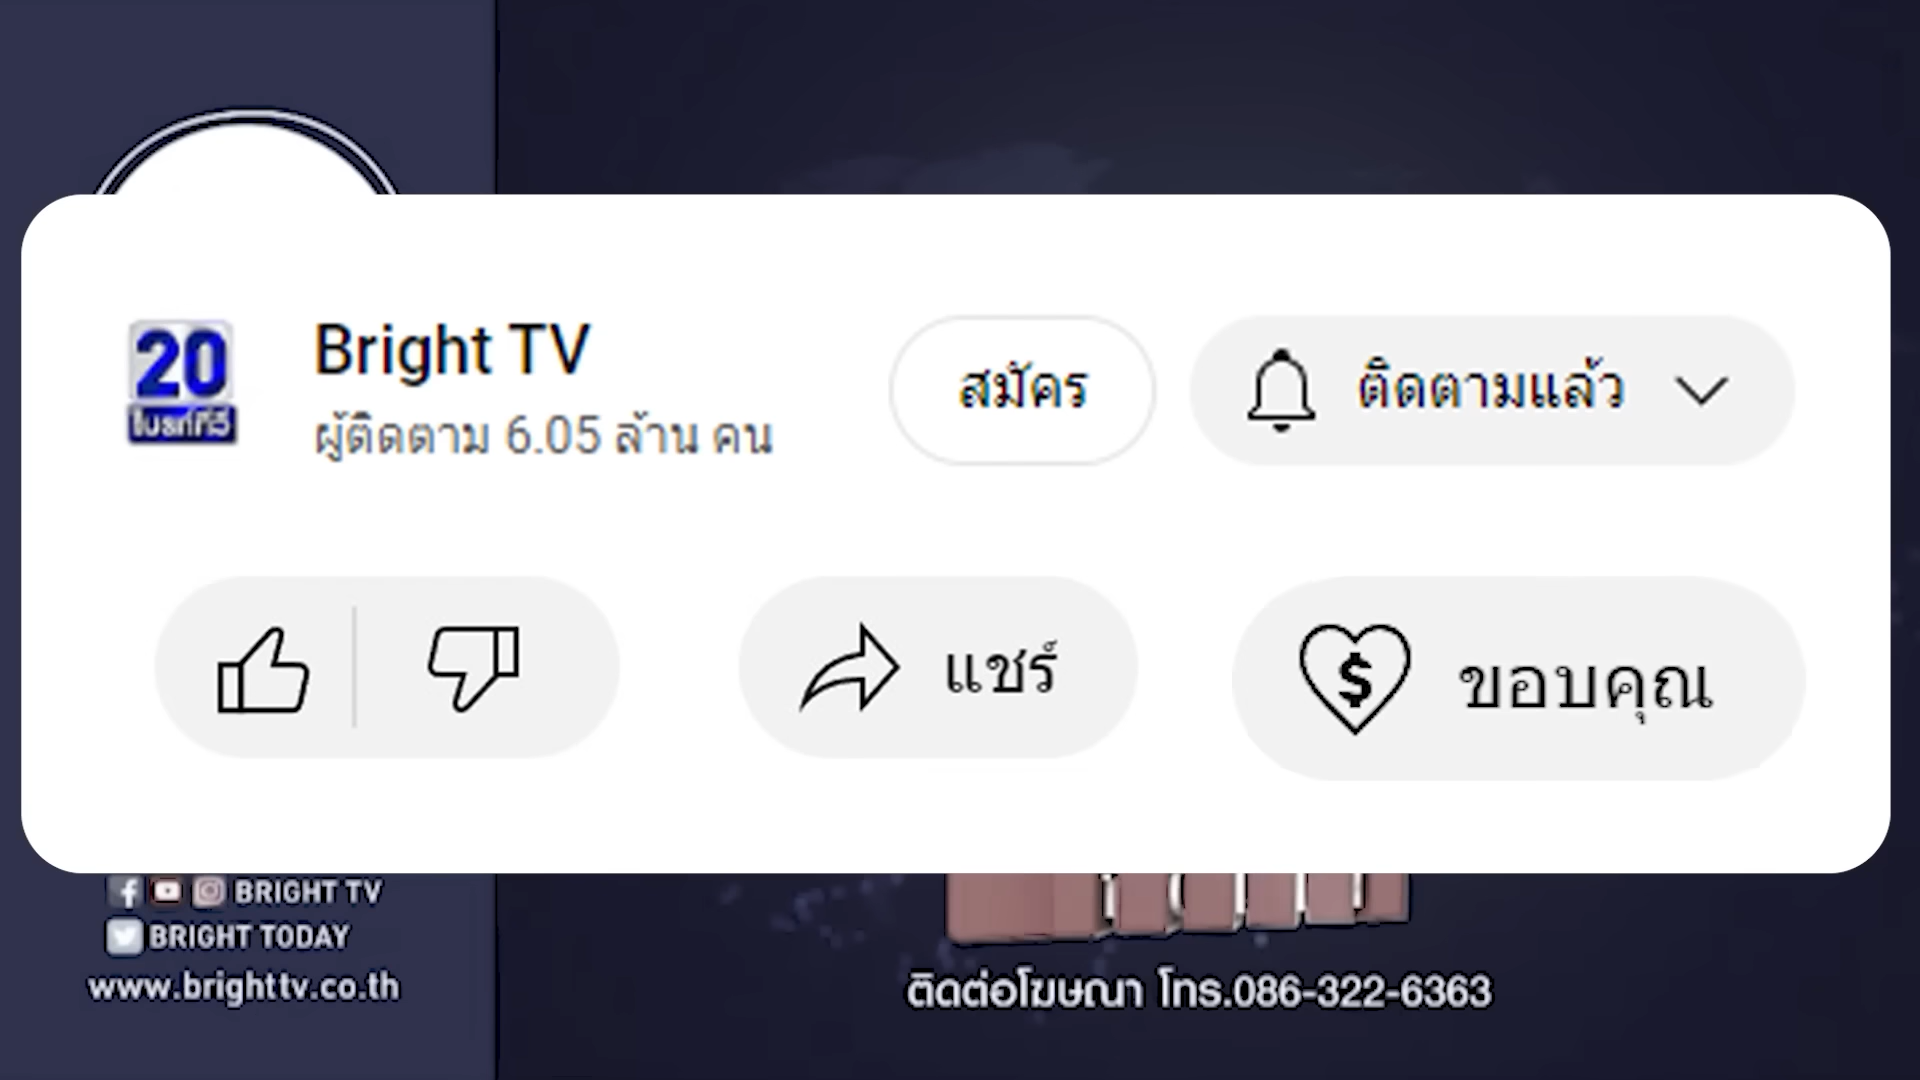 20
ไบรท์ทีวี
Bright TV
ผู้ติดตาม 6.05 ล้าน คน
สมัคร
ติดตามแล้ว
แชร์
$ ขอบคุณ
BRIGHT TV
BRIGHT TODAY
www.brighttv.co.th
ติดต่อโฆษณา โทร.086-322-6363